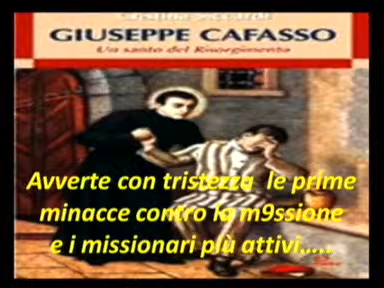 GIUSEPPE CAFASSO
Un santo del Risorgimento
Avverte con tristezza le prime
minacce contro la m9ssione
e i missionari più attivi.....